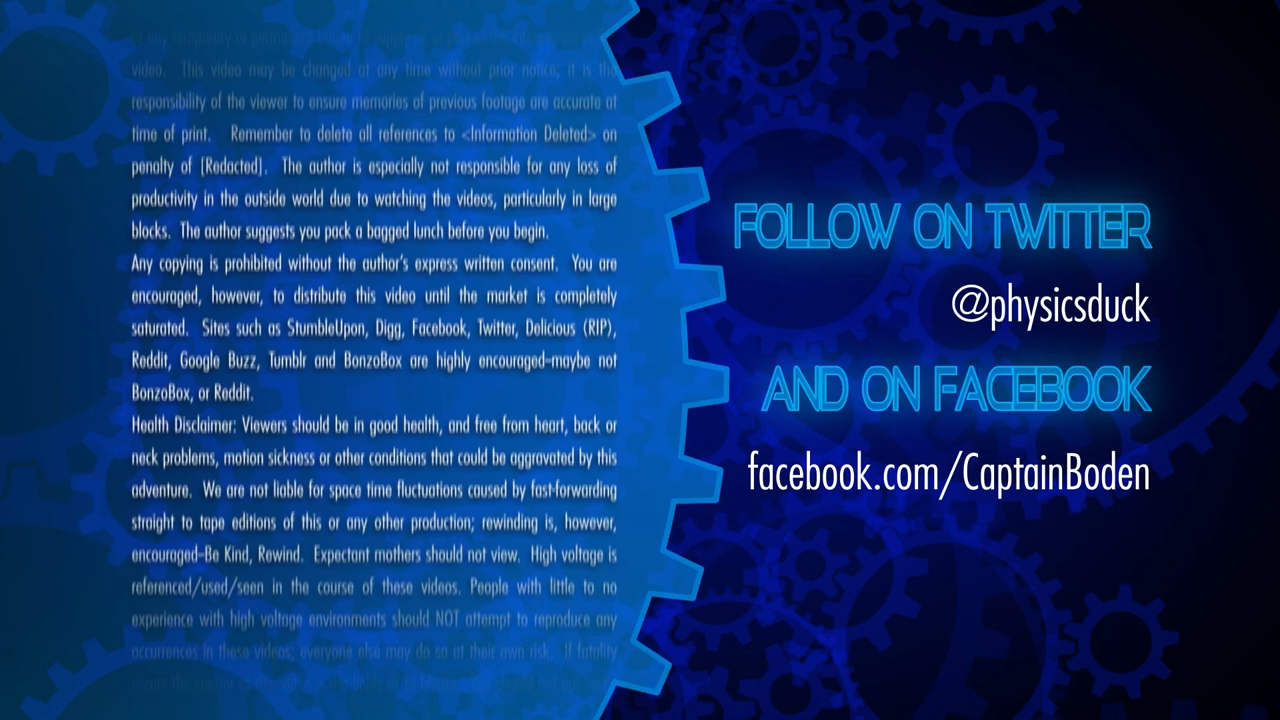 video. This video may be changed at any time without prior notice, it is the
responsibility of the viewer to ensure memories of previous footage are accurate at
time of print. Remember to delete all references to <Information Deleted> on
penalty of [Redacted]. The author is especially not responsible for any loss of
productivity in the outside world due to watching the videos, particularly in large
blocks. The author suggests you pack a bagged lunch before you begin.
Any copying is prohibited without the author's express written consent. You are
encouraged, however, to distribute this video until the market is completely
saturated. Sites such as StumbleUpon, Digg, Facebook, Twitter, Delicious (RIP),
Reddit, Google Buzz, Tumblr and BonzoBox are highly encouraged–maybe not
BonzoBox, or Reddit.
Health Disclaimer: Viewers should be in good health, and free from heart, back or
neck problems, motion sickness or other conditions that could be aggravated by this
adventure. We are not liable for space time fluctuations caused by fast-forwarding
straight to tape editions of this or any other production; rewinding is, however,
encouraged–Be Kind, Rewind. Expectant mothers should not view. High voltage is
referenced/used/seen in the course of these videos. People with little to no
experience with high voltage environments should NOT attempt to reproduce any
occurrences in these videos; everyone else may do so at their own risk. If fatality
FOLLOW ON TWITTER
@physicsduck
AND ON FACEBOOK
facebook.com/CaptainBoden